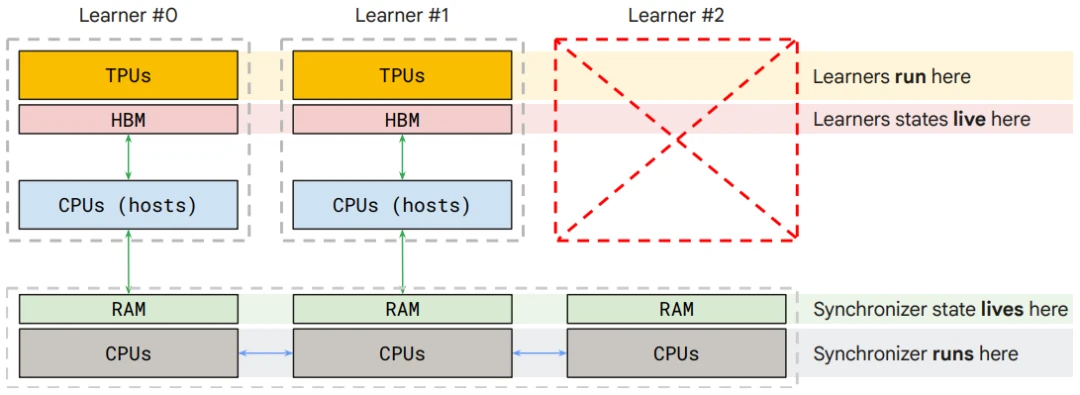 Learner #0 Learner #1 Learner #2
TPUs TPUs Learners run here
HBM HBM Learners states live here
CPUs (hosts) CPUs (hosts)
RAM RAM RAM Synchronizer state lives here
CPUs CPUs CPUs Synchronizer runs here